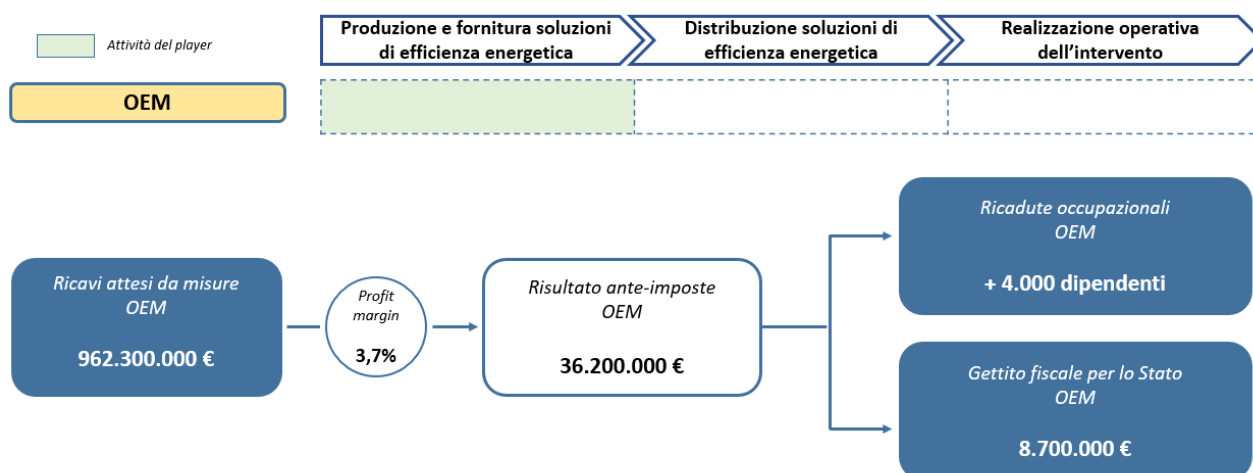 Attività del player
Produzione e fornitura soluzioni
di efficienza energetica
Distribuzione soluzioni di
efficienza energetica
Realizzazione operativa
dell’intervento
OEM
Ricavi attesi da misure
OEM
962.300.000 €
Profit
margin
3,7%
Risultato ante-imposte
OEM
36.200.000 €
Ricadute occupazionali
OEM
+ 4.000 dipendenti
Gettito fiscale per lo Stato
OEM
8.700.000 €